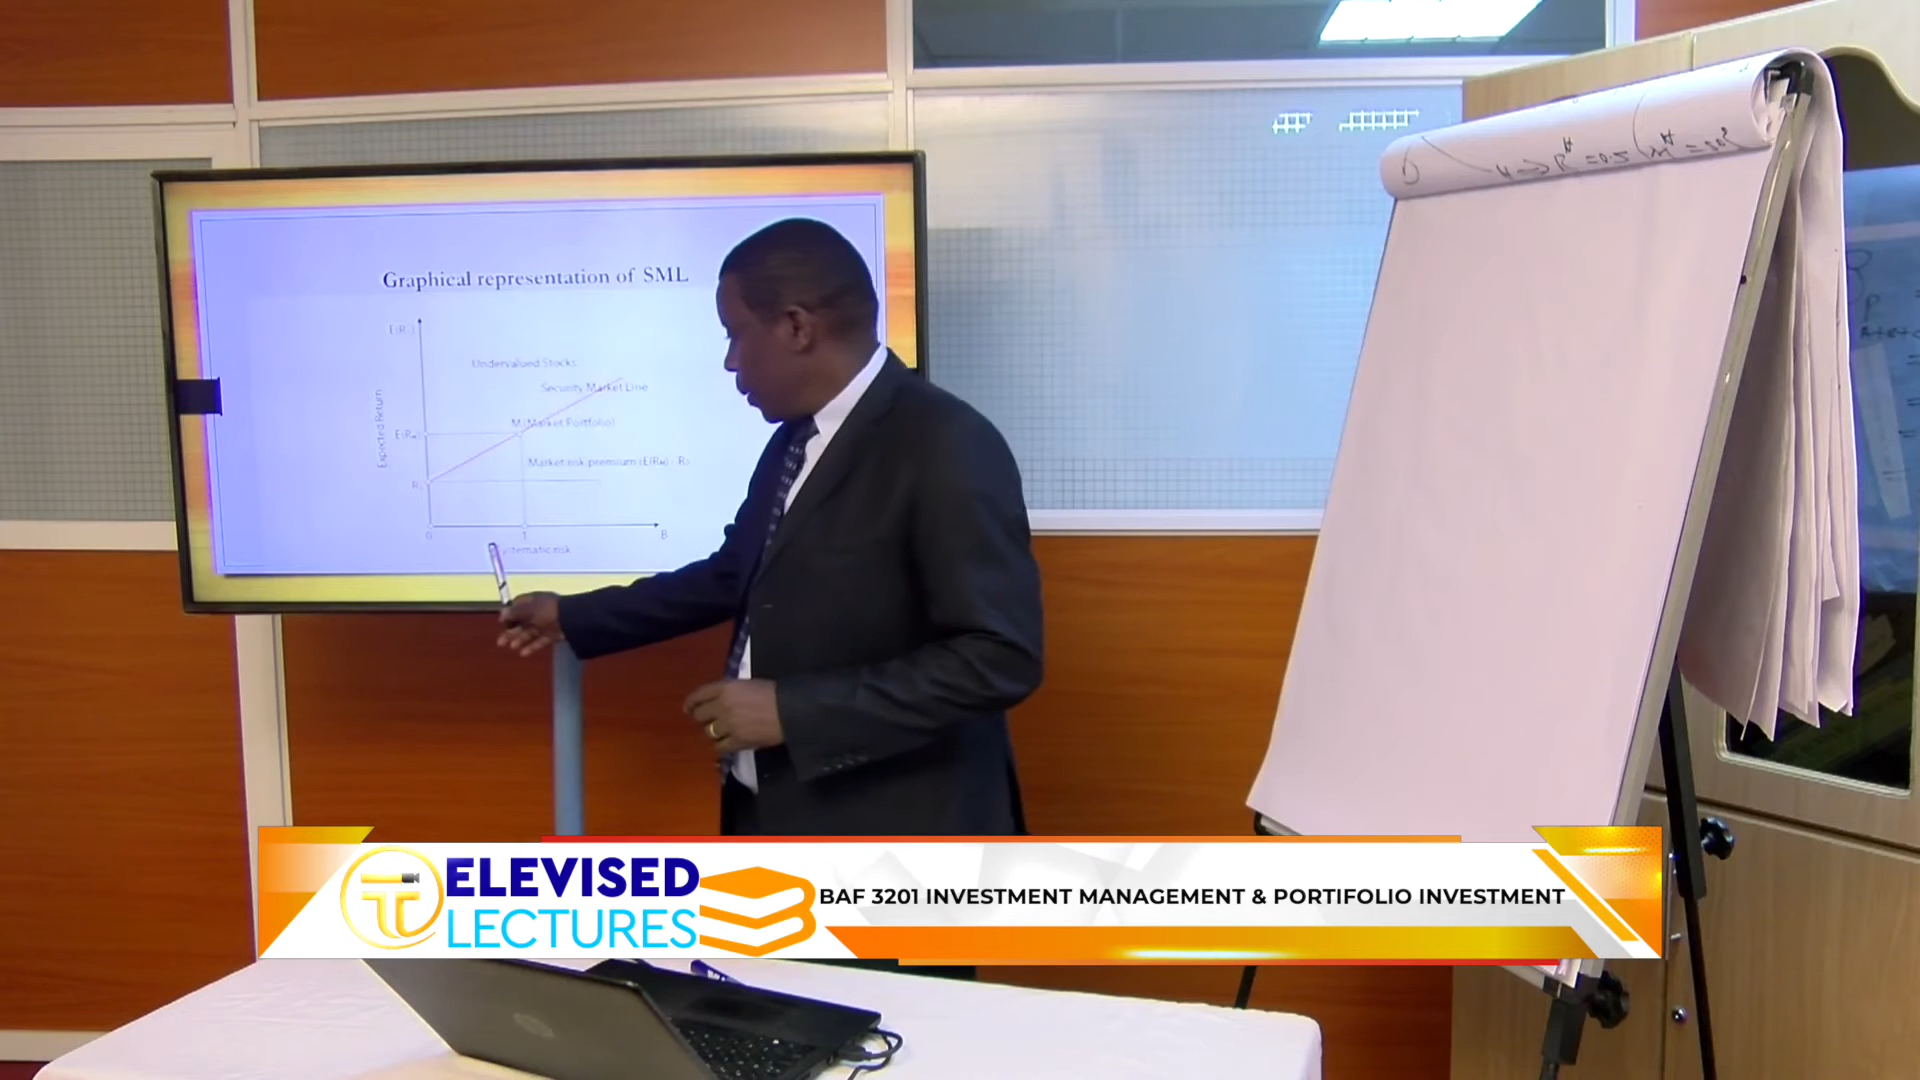 Graphical representation of SML
Undervalued Stocks
Security Market Line
M (Market Portfolio)
Expected Return
Market risk premium
0
1
B
TELEVISED
LECTURES
BAF 3201 INVESTMENT MANAGEMENT & PORTIFOLIO INVESTMENT